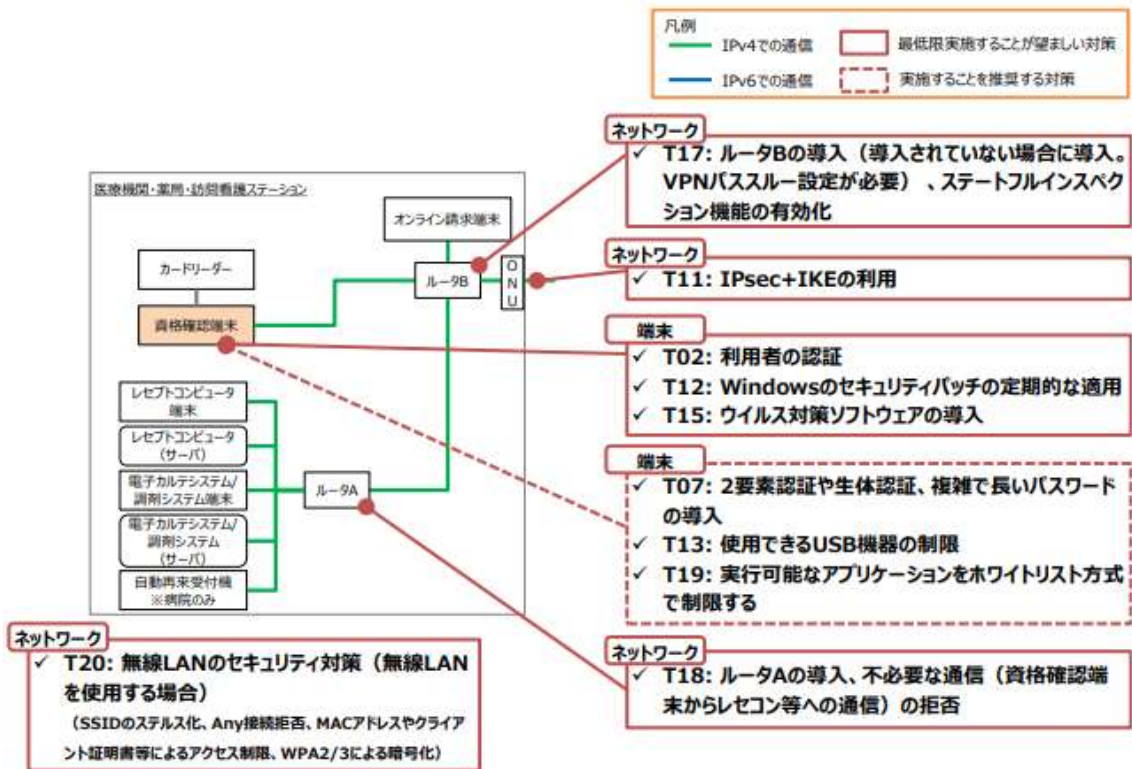 凡例
IPv4での通信
最低限実施することが望ましい対策
IPv6での通信
実施することを推奨する対策
ネットワーク
✓ T17: ルータBの導入（導入されていない場合に導入。
VPNパススルー設定が必要）、ステートフルインスペク
ション機能の有効化
医療機関・薬局・訪問看護ステーション
オンライン請求端末
カードリーダー
ルータB
ONU
資格確認端末
ネットワーク
✓ T11: IPsec+IKEの利用
端末
✓ T02: 利用者の認証
✓ T12: Windowsのセキュリティパッチの定期的な適用
✓ T15: ウイルス対策ソフトウェアの導入
レセプトコンピュータ
端末
レセプトコンピュータ
(サーバ)
電子カルテシステム/
調剤システム端末
ルータA
電子カルテシステム/
調剤システム
(サーバ)
自動再来受付機
※病院のみ
端末
✓ T07: 2要素認証や生体認証、複雑で長いパスワード
の導入
✓ T13: 使用できるUSB機器の制限
✓ T19: 実行可能なアプリケーションをホワイトリスト方式
で制限する
ネットワーク
✓ T20: 無線LANのセキュリティ対策（無線LAN
を使用する場合）
（SSIDのステルス化、Any接続拒否、MACアドレスやクライア
ント証明書等によるアクセス制限、WPA2/3による暗号化）
ネットワーク
✓ T18: ルータAの導入、不必要な通信（資格確認端
末からレセコン等への通信）の拒否